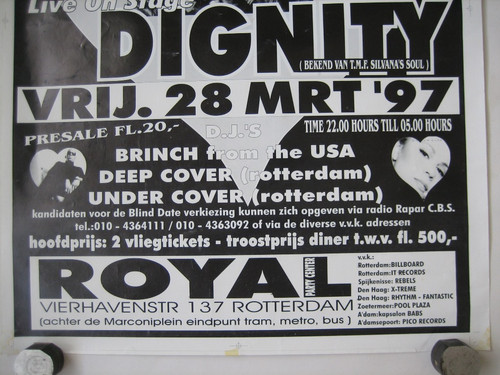 Live On Stage
DIGNITY
( BEKEND VAN T.M.F. SILVANA'S SOUL )
VRIJ. 28 MRT '97
PRESALE FL.20,-
D.J.'S
TIME 22.00 HOURS TILL 05.00 HOURS
BRINCH from the USA
DEEP COVER (rotterdam)
UNDER COVER (rotterdam)
kandidaten voor de Blind Date verkiezing kunnen zich opgeven via radio Rapar C.B.S.
tel.:010 - 4364111 / 010 - 4363092 of via de diverse v.v.k. adressen
hoofdprijs: 2 vliegtickets - troostprijs diner t.w.v. fl. 500,-
ROYAL
PARTY CENTER
VIERHAVENSTR 137 ROTTERDAM
(achter de Marconiplein eindpunt tram, metro, bus )
v.v.k.:
Rotterdam:BILLBOARD
Rotterdam:IT RECORDS
Spijkenisse: REBELS
Den Haag: X-TREME
Den Haag: RHYTHM - FANTASTIC
Zoetermeer:POOL PLAZA
A'dam:kapsalon BABS
A'damsepoort: PICO RECORDS